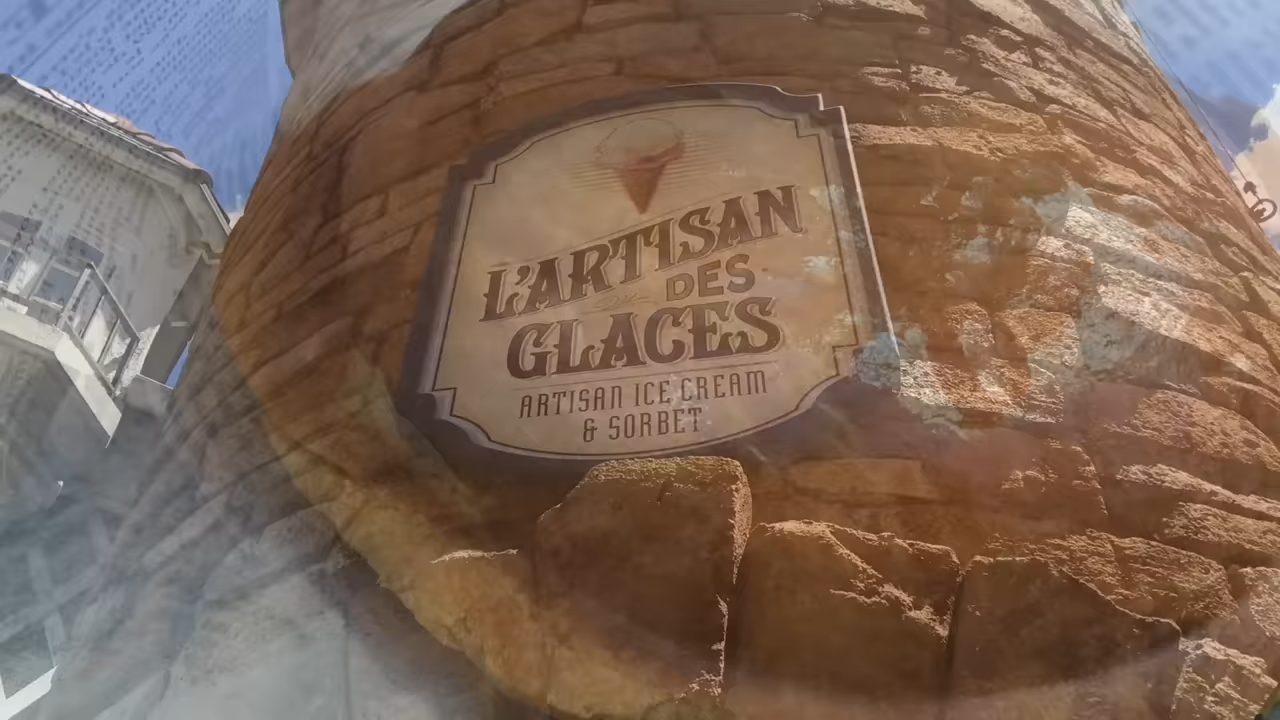 L'ARTISAN
DES
GLACES
ARTISAN ICE CREAM
& SORBET